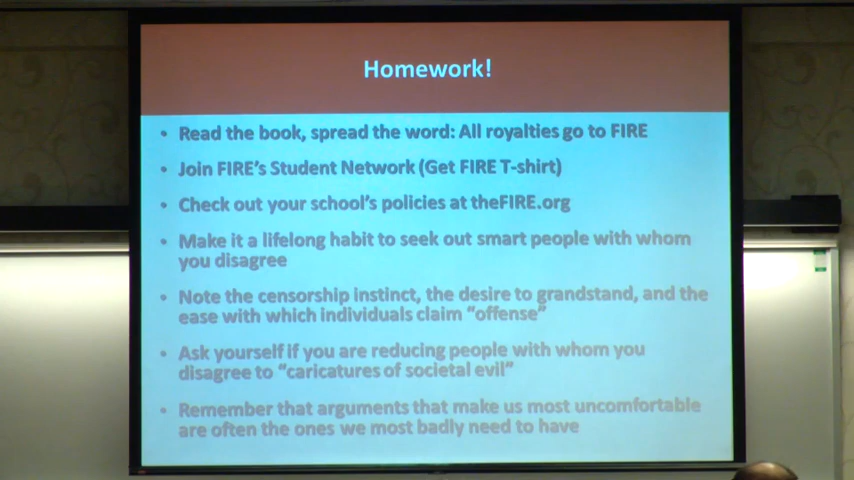 Homework!
• Read the book, spread the word: All royalties go to FIRE
• Join FIRE's Student Network (Get FIRE T-shirt)
• Check out your school's policies at theFIRE.org
• Make it a lifelong habit to seek out smart people with whom
you disagree
• Note the censorship instinct, the desire to grandstand, and the
ease with which individuals claim "offense"
• Ask yourself if you are reducing people with whom you
disagree to "caricatures of societal evil"
• Remember that arguments that make us most uncomfortable
are often the ones we most badly need to have